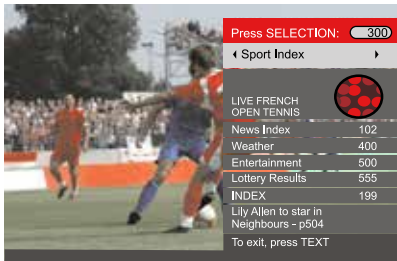 Press SELECTION: 300
Sport Index
LIVE FRENCH
OPEN TENNIS
News Index 102
Weather 400
Entertainment 500
Lottery Results 555
INDEX 199
Lily Allen to star in
Neighbours - p504
To exit, press TEXT